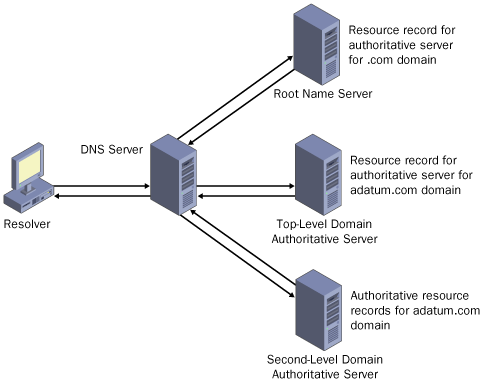 Resource record for
authoritative server
for .com domain
Root Name Server
DNS Server
Resource record for
authoritative server for
adatum.com domain
Resolver
Top-Level Domain
Authoritative Server
Authoritative resource
records for adatum.com
domain
Second-Level Domain
Authoritative Server